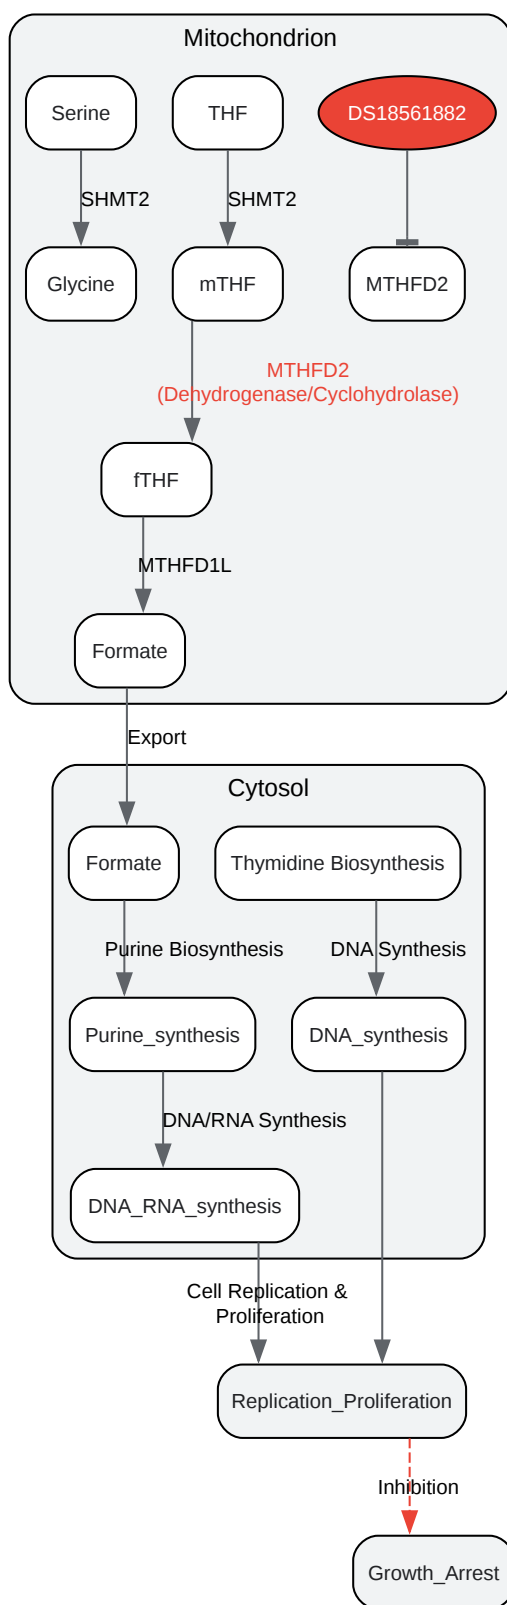 Mitochondrion
Serine
THF
DS18561882
SHMT2
SHMT2
Glycine
mTHF
MTHFD2
MTHFD2
(Dehydrogenase/Cyclohydrolase)
fTHF
MTHFD1L
Formate
Export
Cytosol
Formate
Thymidine Biosynthesis
Purine Biosynthesis
DNA Synthesis
Purine_synthesis
DNA_synthesis
DNA/RNA Synthesis
DNA_RNA_synthesis
Cell Replication &
Proliferation
Replication_Proliferation
Inhibition
Growth_Arrest